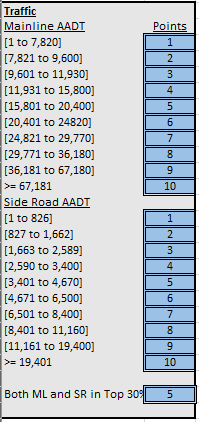 Traffic
Mainline AADT Points
[1 to 7,820] 1
[7,821 to 9,600] 2
[9,601 to 11,930] 3
[11,931 to 15,800] 4
[15,801 to 20,400] 5
[20,401 to 24820] 6
[24,821 to 29,770] 7
[29,771 to 36,180] 8
[36,181 to 67,180] 9
>= 67,181 10
Side Road AADT
[1 to 826] 1
[827 to 1,662] 2
[1,663 to 2,589] 3
[2,590 to 3,400] 4
[3,401 to 4,670] 5
[4,671 to 6,500] 6
[6,501 to 8,400] 7
[8,401 to 11,160] 8
[11,161 to 19,400] 9
>= 19,401 10
Both ML and SR in Top 30% 5